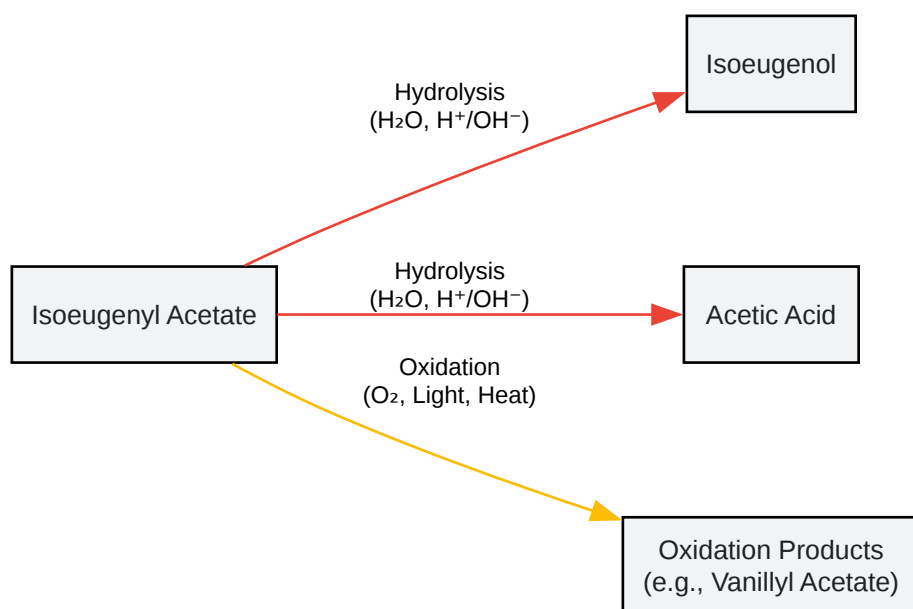 Isoeugenol
Hydrolysis
(H₂O, H⁺/OH⁻)
Isoeugenyl Acetate
Hydrolysis
(H₂O, H⁺/OH⁻)
Acetic Acid
Oxidation
(O₂, Light, Heat)
Oxidation Products
(e.g., Vanillyl Acetate)